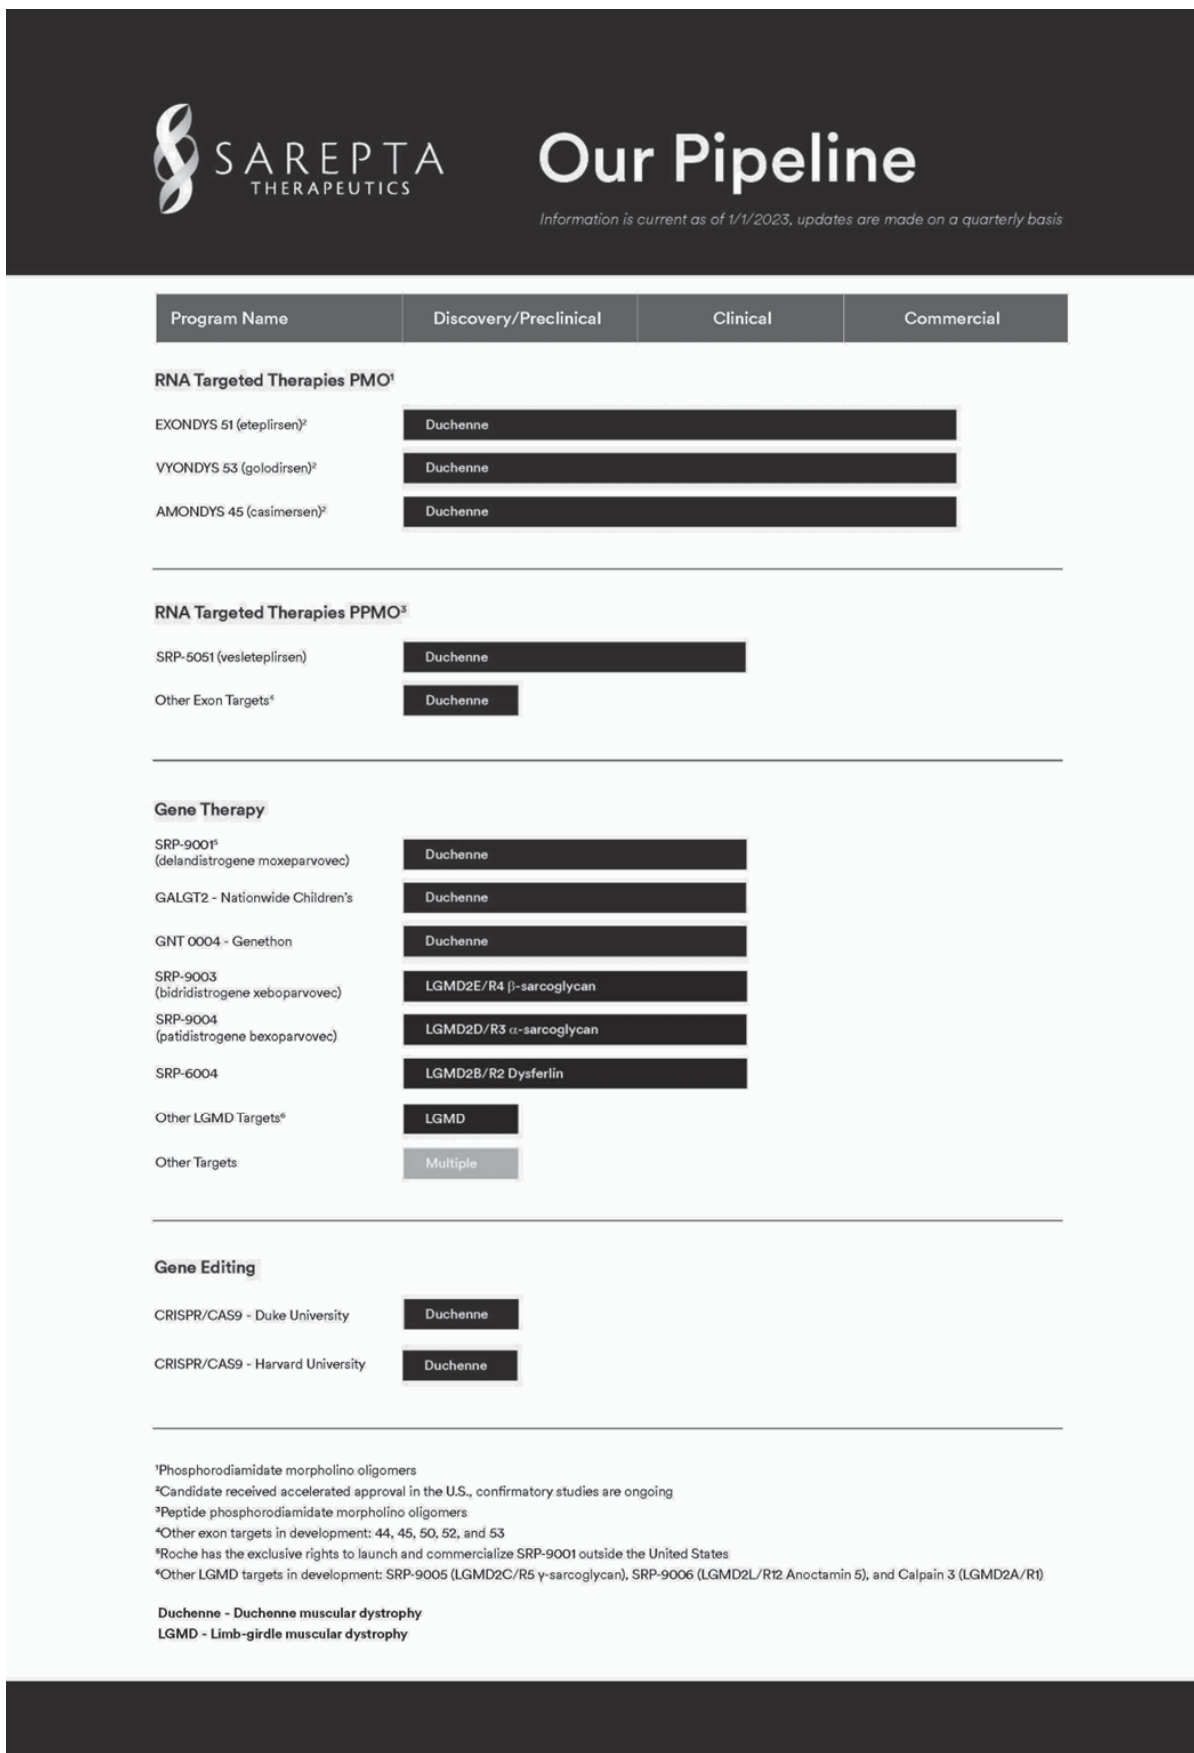 SAREPTA
THERAPEUTICS
Our Pipeline
Information is current as of 1/1/2023, updates are made on a quarterly basis
Program Name Discovery/Preclinical Clinical Commercial
RNA Targeted Therapies PMO¹
EXONDYS 51 (eteplirsen)² Duchenne
VYONDYS 53 (golodirsen)² Duchenne
AMONDYS 45 (casimersen)² Duchenne
RNA Targeted Therapies PPMO³
SRP-5051 (vesleteplirsen) Duchenne
Other Exon Targets⁴ Duchenne
Gene Therapy
SRP-9001⁵
(delandistrogene moxeparvovec) Duchenne
GALGT2 - Nationwide Children's Duchenne
GNT 0004 - Genethon Duchenne
SRP-9003
(bidridistrogene xeboparvovec) LGMD2E/R4 β-sarcoglycan
SRP-9004
(patidistrogene bexoparvovec) LGMD2D/R3 α-sarcoglycan
SRP-6004 LGMD2B/R2 Dysferlin
Other LGMD Targets⁶ LGMD
Other Targets Multiple
Gene Editing
CRISPR/CAS9 - Duke University Duchenne
CRISPR/CAS9 - Harvard University Duchenne
¹Phosphorodiamidate morpholino oligomers
²Candidate received accelerated approval in the U.S., confirmatory studies are ongoing
³Peptide phosphorodiamidate morpholino oligomers
⁴Other exon targets in development: 44, 45, 50, 52, and 53
⁵Roche has the exclusive rights to launch and commercialize SRP-9001 outside the United States
⁶Other LGMD targets in development: SRP-9005 (LGMD2C/R5 γ-sarcoglycan), SRP-9006 (LGMD2L/R12 Anoctamin 5), and Calpain 3 (LGMD2A/R1)
Duchenne - Duchenne muscular dystrophy
LGMD - Limb-girdle muscular dystrophy